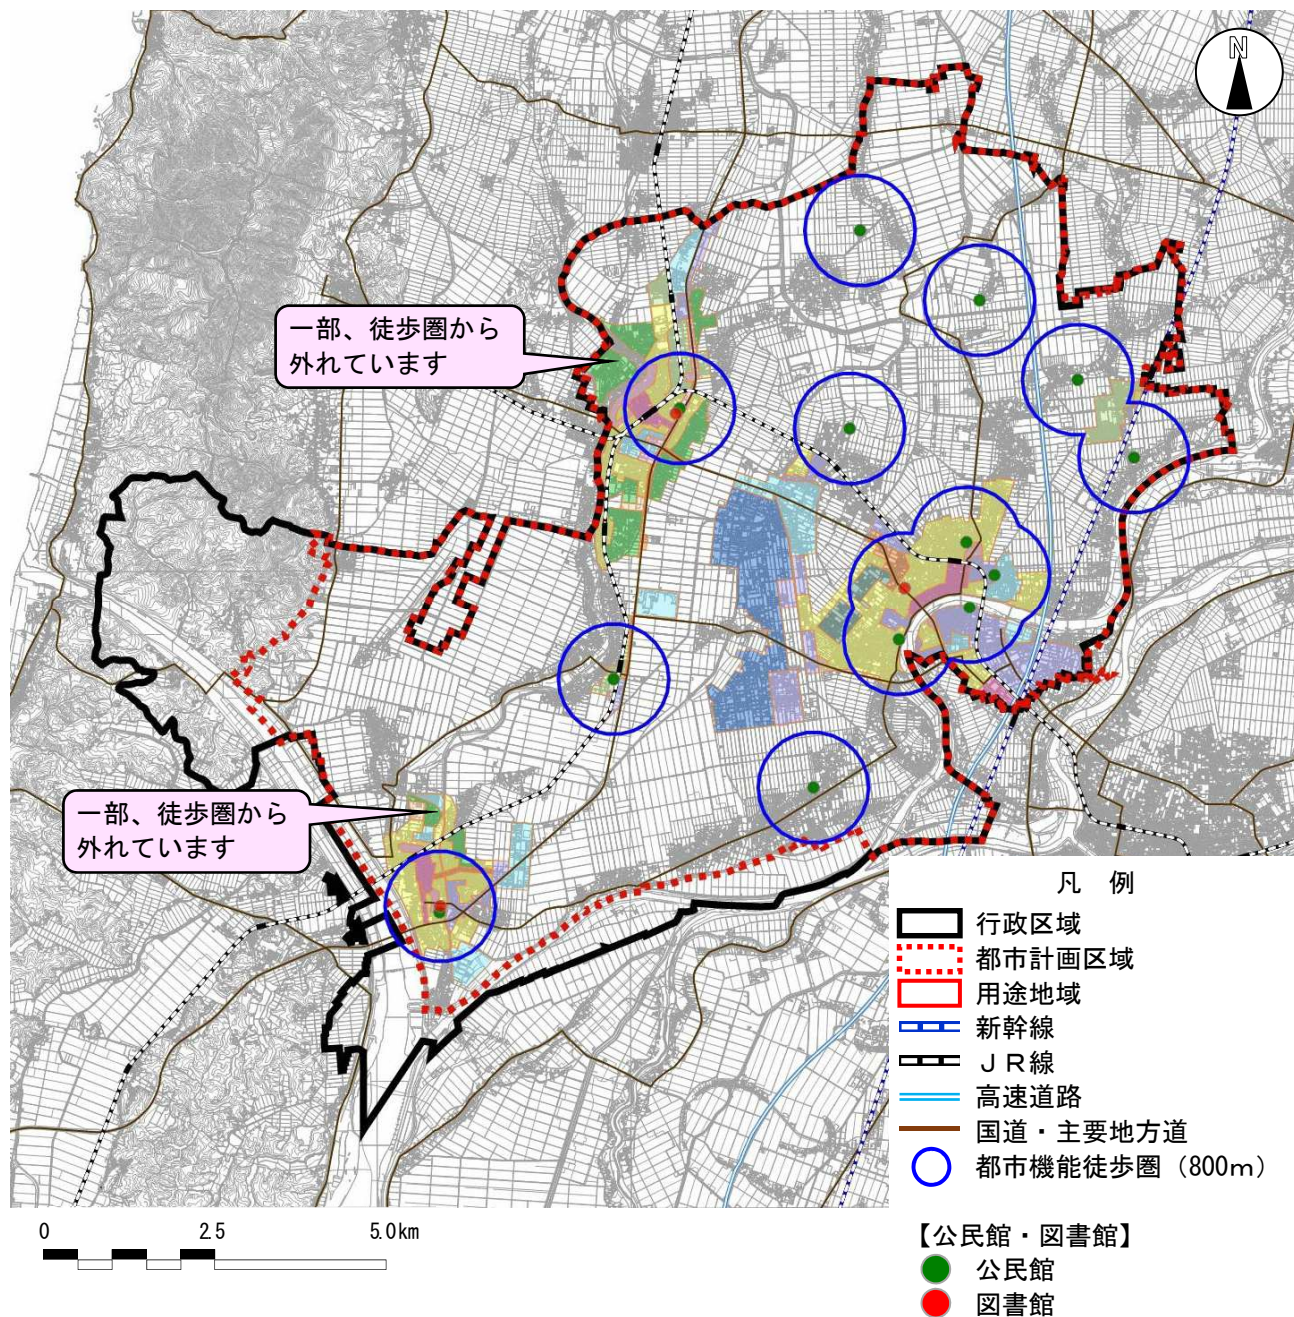 N
一部、徒歩圏から
外れています
一部、徒歩圏から
外れています
凡 例
行政区域
都市計画区域
用途地域
新幹線
ＪＲ線
高速道路
国道・主要地方道
都市機能徒歩圏（800ｍ）
【公民館・図書館】
公民館
図書館
0 2.5 5.0km